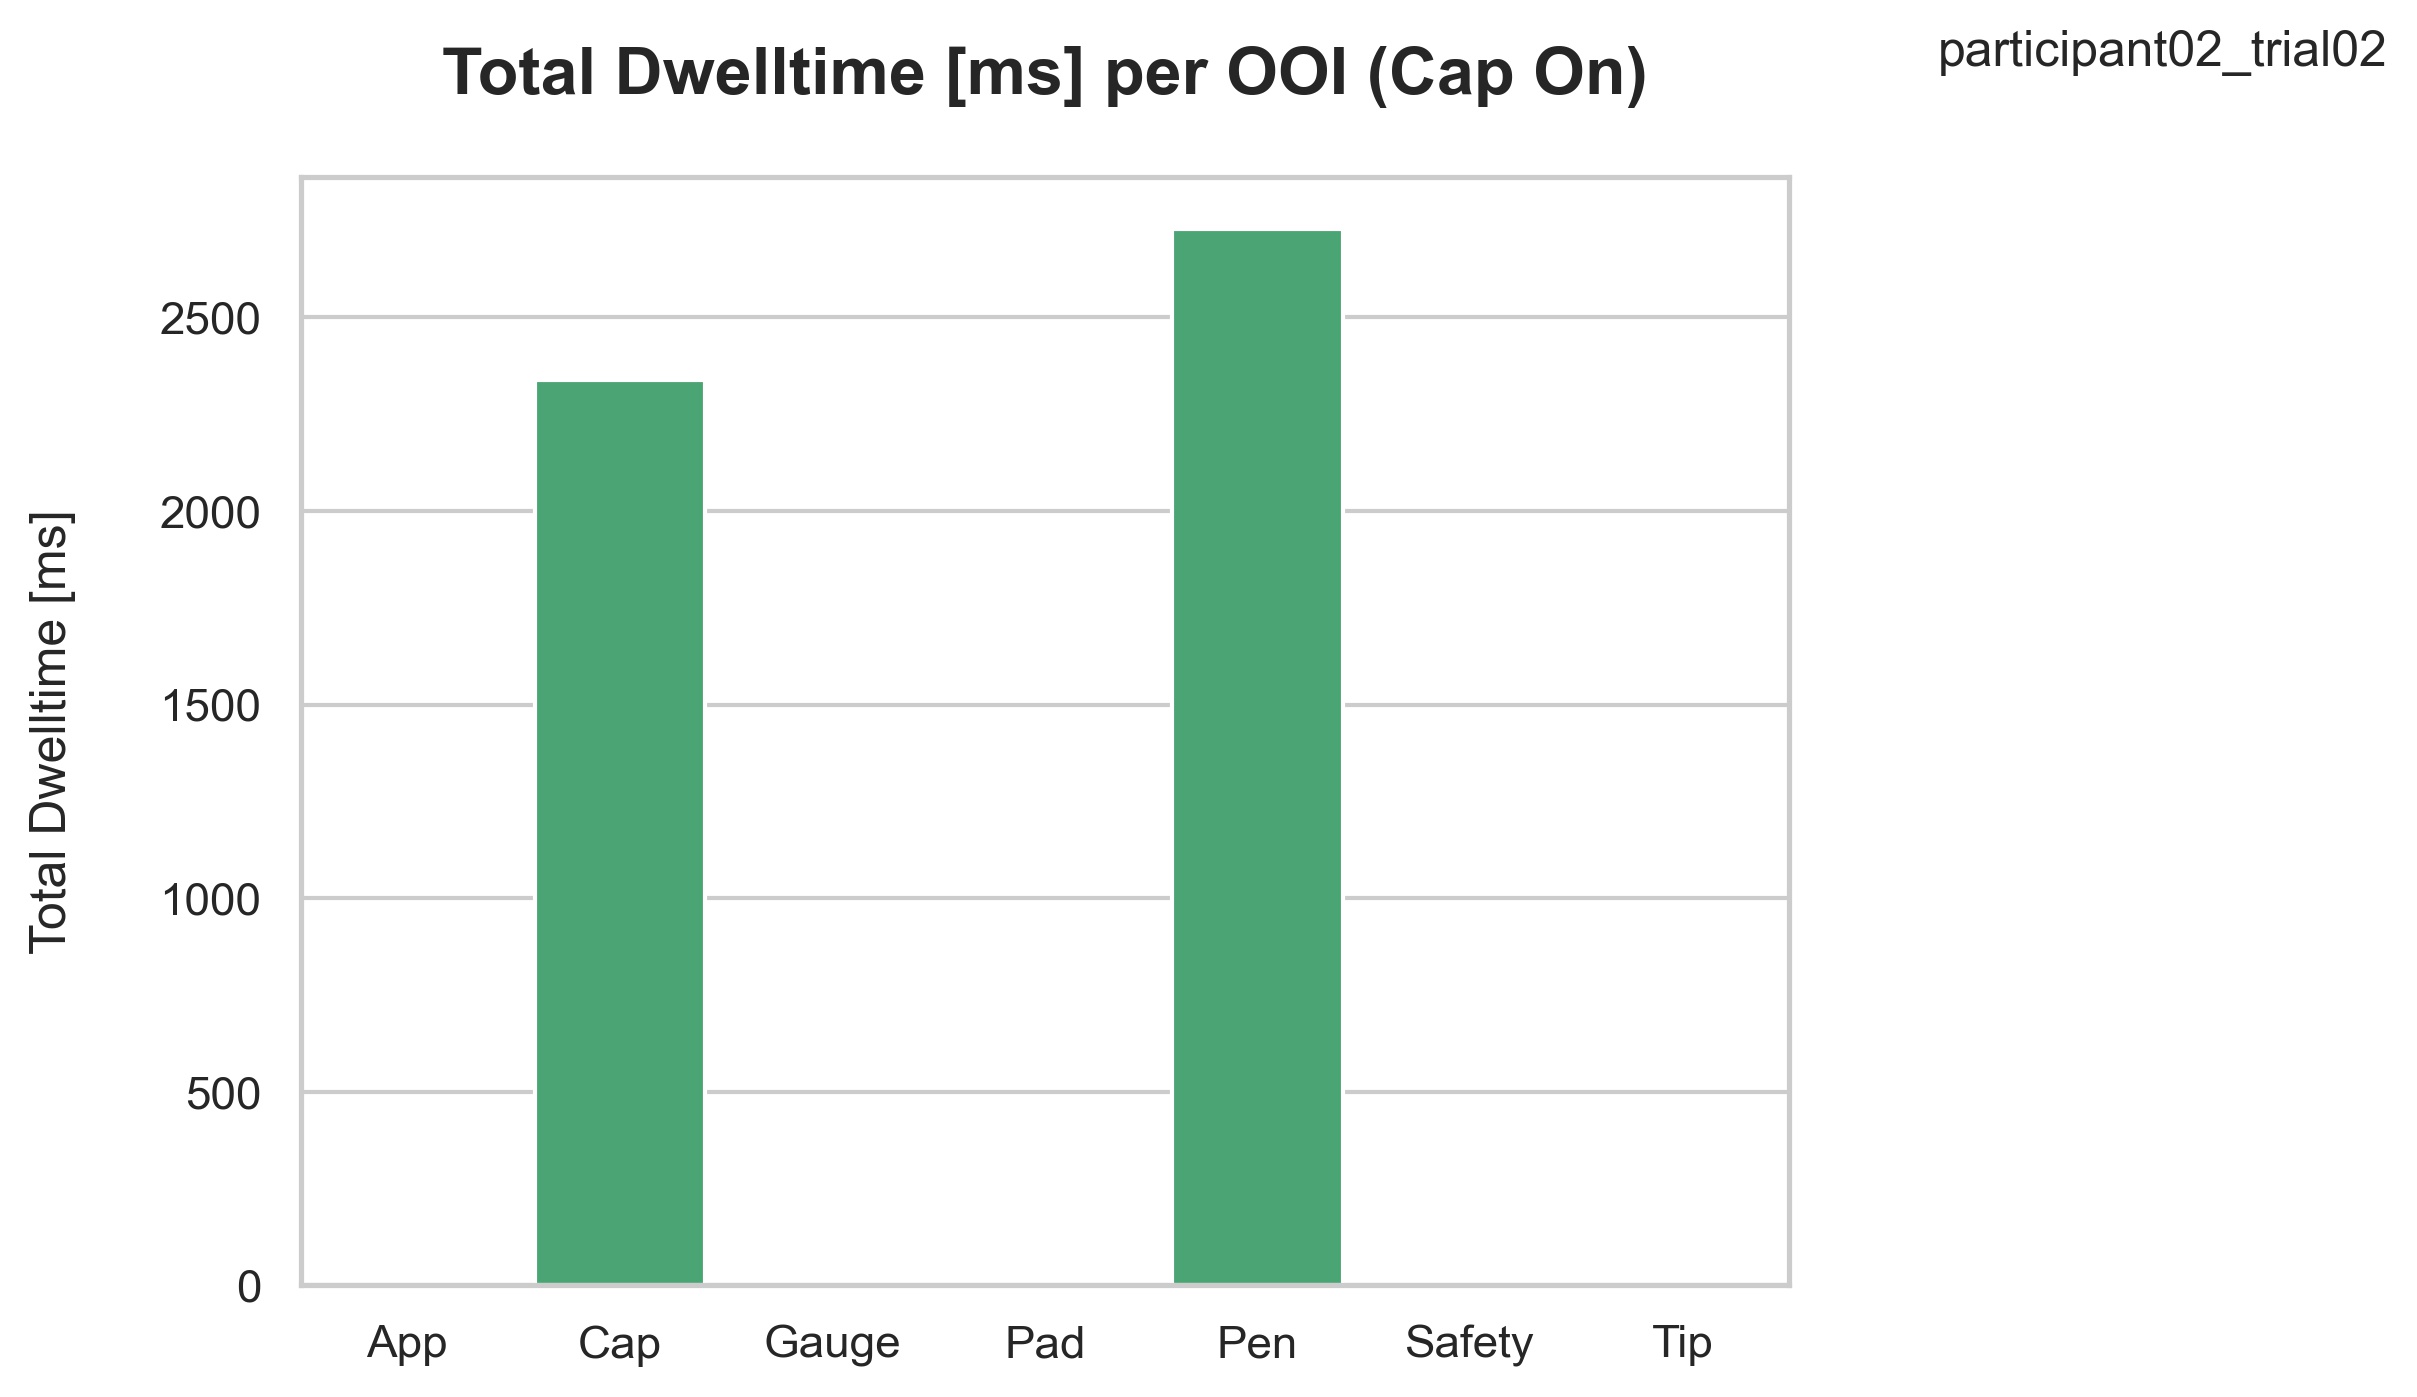 Total Dwelltime [ms] per OOI (Cap On)
participant02_trial02
Total Dwelltime [ms]
2500
2000
1500
1000
500
0
App Cap Gauge Pad Pen Safety Tip